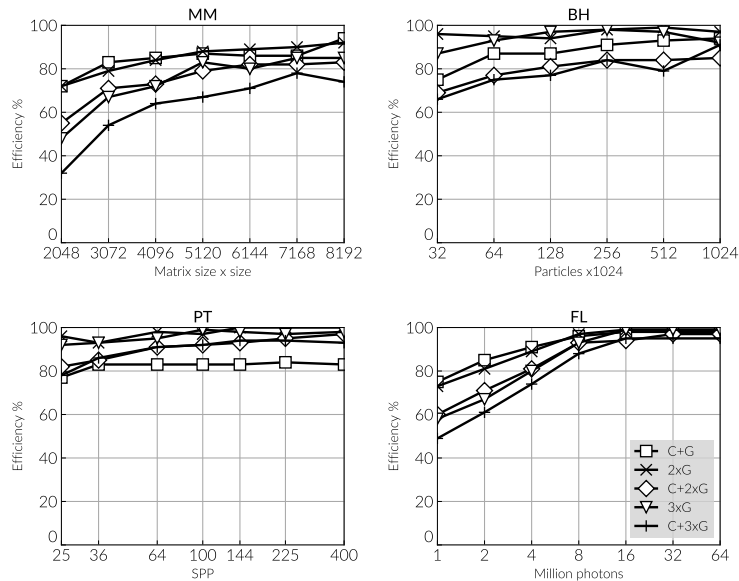 MM
Efficiency %
100
80
60
40
20
0
2048 3072 4096 5120 6144 7168 8192
Matrix size x size
BH
Efficiency %
100
80
60
40
20
0
32 64 128 256 512 1024
Particles x1024
PT
Efficiency %
100
80
60
40
20
0
25 36 64 100 144 225 400
SPP
FL
Efficiency %
100
80
60
40
20
0
C+G
2xG
C+2xG
3xG
C+3xG
1 2 4 8 16 32 64
Million photons